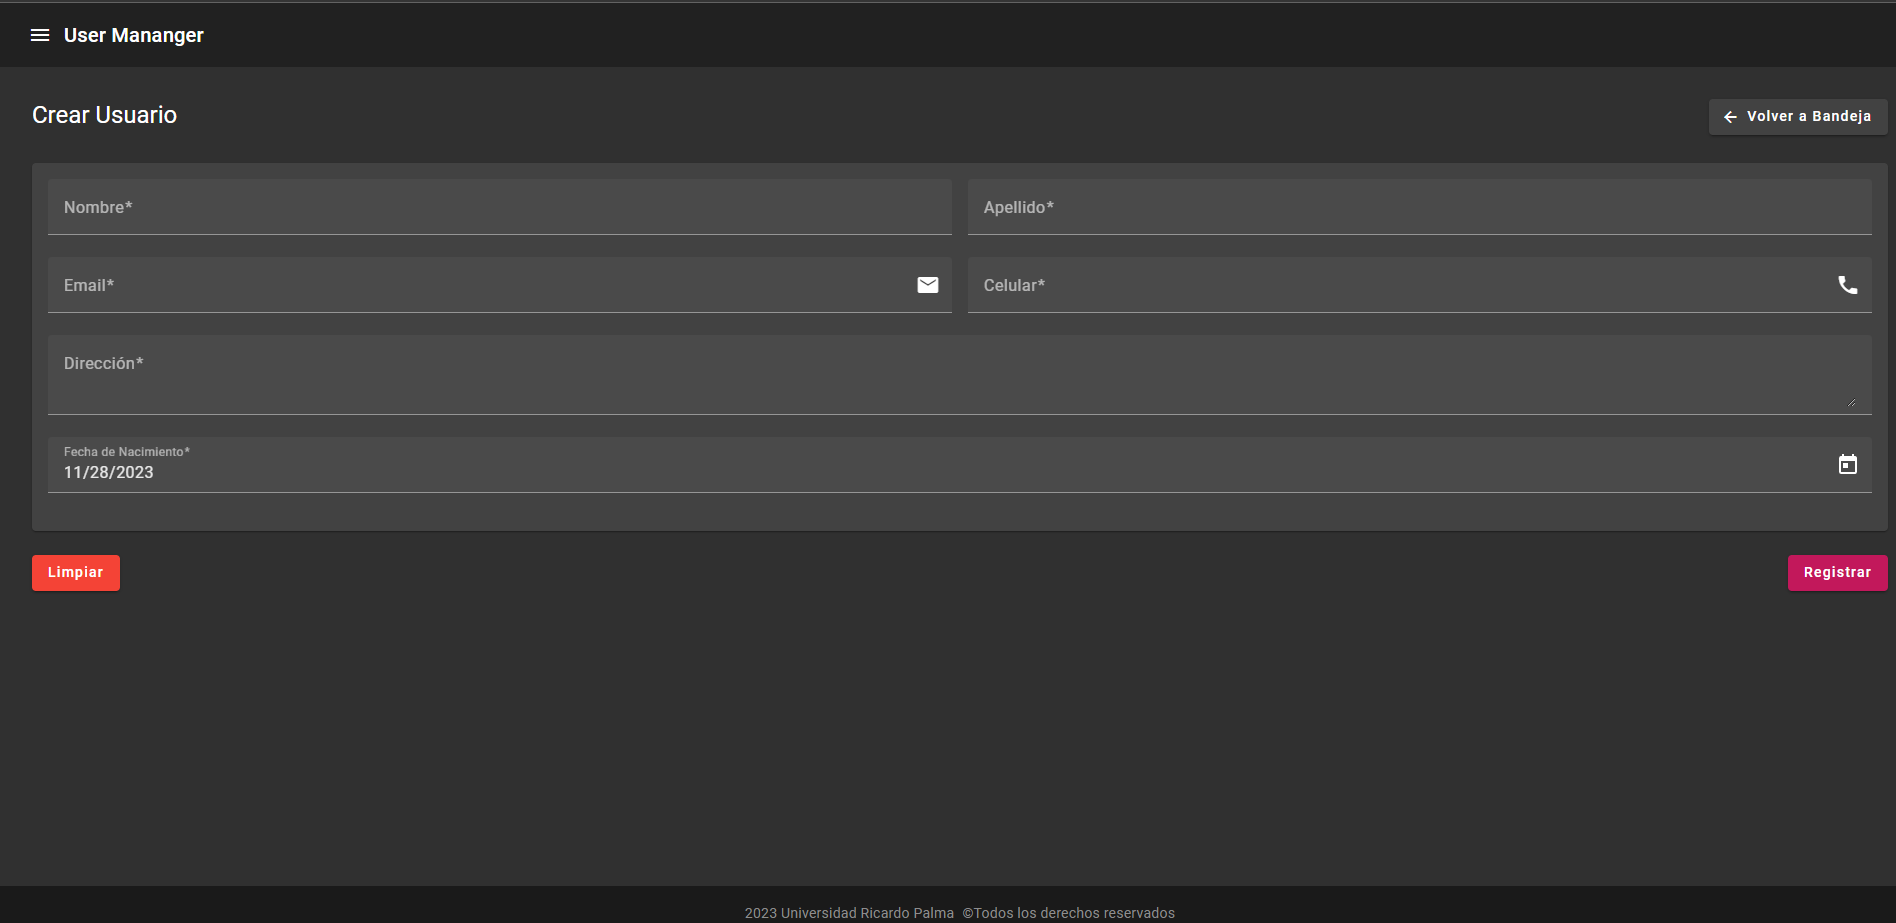 User Mananger
Crear Usuario
Volver a Bandeja
Nombre*
Apellido*
Email*
Celular*
Dirección*
Fecha de Nacimiento*
11/28/2023
Limpiar
Registrar
2023 Universidad Ricardo Palma ©Todos los derechos reservados